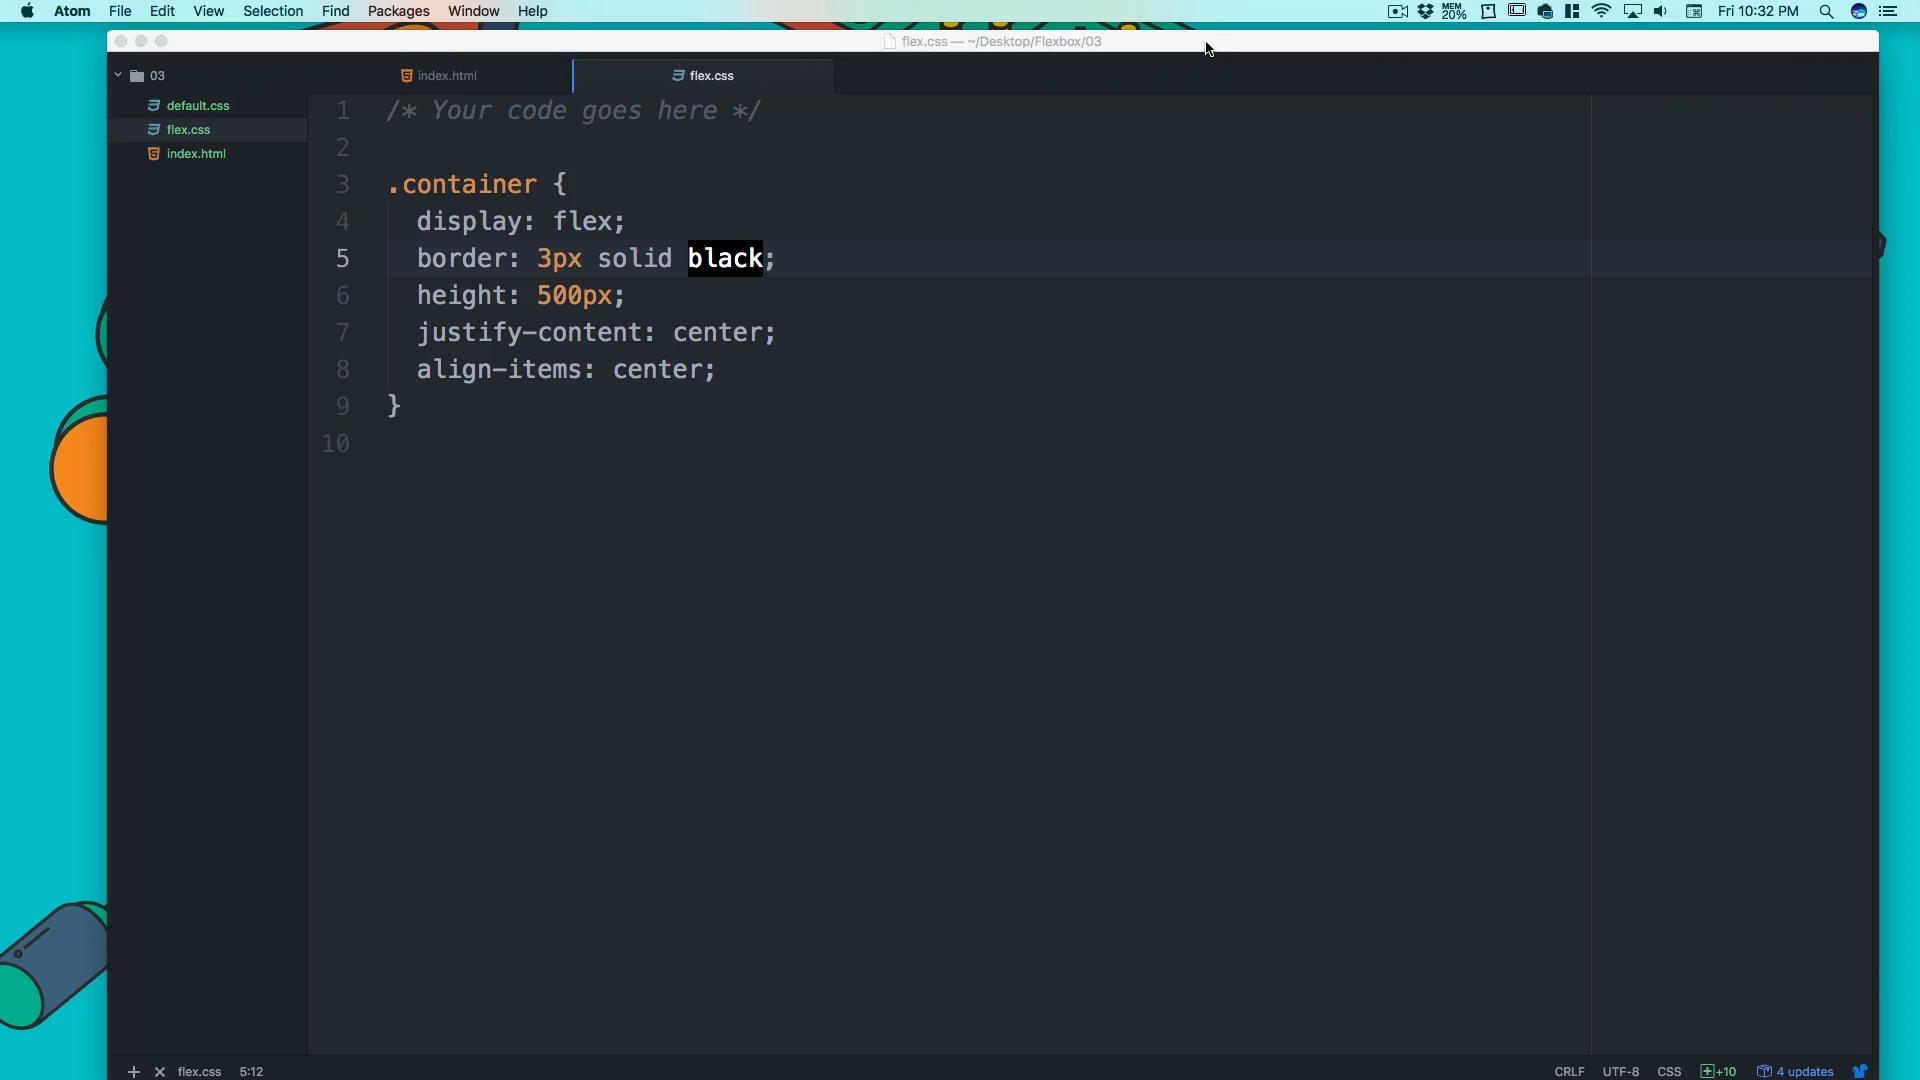 Atom File Edit View Selection Find Packages Window Help MEM 20% Fri 10:32 PM
flex.css — ~/Desktop/Flexbox/03
03 index.html flex.css
default.css
flex.css
index.html
1 /* Your code goes here */
2
3 .container {
4 display: flex;
5 border: 3px solid black;
6 height: 500px;
7 justify-content: center;
8 align-items: center;
9 }
10
flex.css 5:12 CRLF UTF-8 CSS +10 4 updates